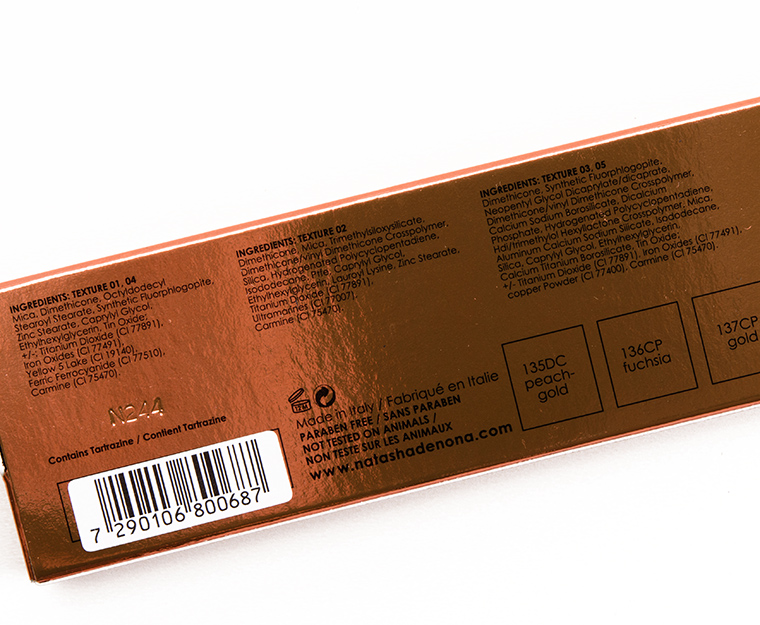 INGREDIENTS: TEXTURE 01, 04
Mica, Dimethicone, Octyldodecyl
Stearoyl Stearate, Synthetic Fluorphlogopite,
Zinc Stearate, Caprylyl Glycol,
Ethylhexylglycerin, Tin Oxide;
+/-: Titanium Dioxide (CI 77891),
Iron Oxides (CI 77491),
Yellow 5 Lake (CI 19140),
Ferric Ferrocyanide (CI 77510),
Carmine (CI 75470).
N244
Contains Tartrazine / Contient Tartrazine
7 290106 800687
INGREDIENTS: TEXTURE 02
Dimethicone, Mica, Trimethylsiloxysilicate,
Dimethicone/vinyl Dimethicone Crosspolymer,
Silica, Hydrogenated Polycyclopentadiene,
Isododecane, Ptfe, Caprylyl Glycol,
Ethylhexylglycerin, Lauroyl Lysine, Zinc Stearate,
Titanium Dioxide (CI 77891),
Ultramarines (CI 77007),
Carmine (CI 75470).
12M
Made in Italy / Fabriqué en Italie
PARABEN FREE / SANS PARABEN
NOT TESTED ON ANIMALS /
NON TESTE SUR LES ANIMAUX
www.natashadenona.com
INGREDIENTS: TEXTURE 03, 05
Dimethicone, Synthetic Fluorphlogopite,
Neopentyl Glycol Dicaprylate/dicaprate,
Dimethicone/vinyl Dimethicone Crosspolymer,
Calcium Sodium Borosilicate, Dicalcium
Phosphate, Hydrogenated Polycyclopentadiene,
Hdi/trimethylol Hexyllactone Crosspolymer, Mica,
Aluminum Calcium Sodium Silicate, Isododecane,
Silica, Caprylyl Glycol, Ethylhexylglycerin,
Calcium Titanium Borosilicate, Tin Oxide;
+/- Titanium Dioxide (CI 77891), Iron Oxides (CI 77491),
copper Powder (CI 77400). Carmine (CI 75470).
135DC
peach-
gold
136CP
fuchsia
137CP
gold